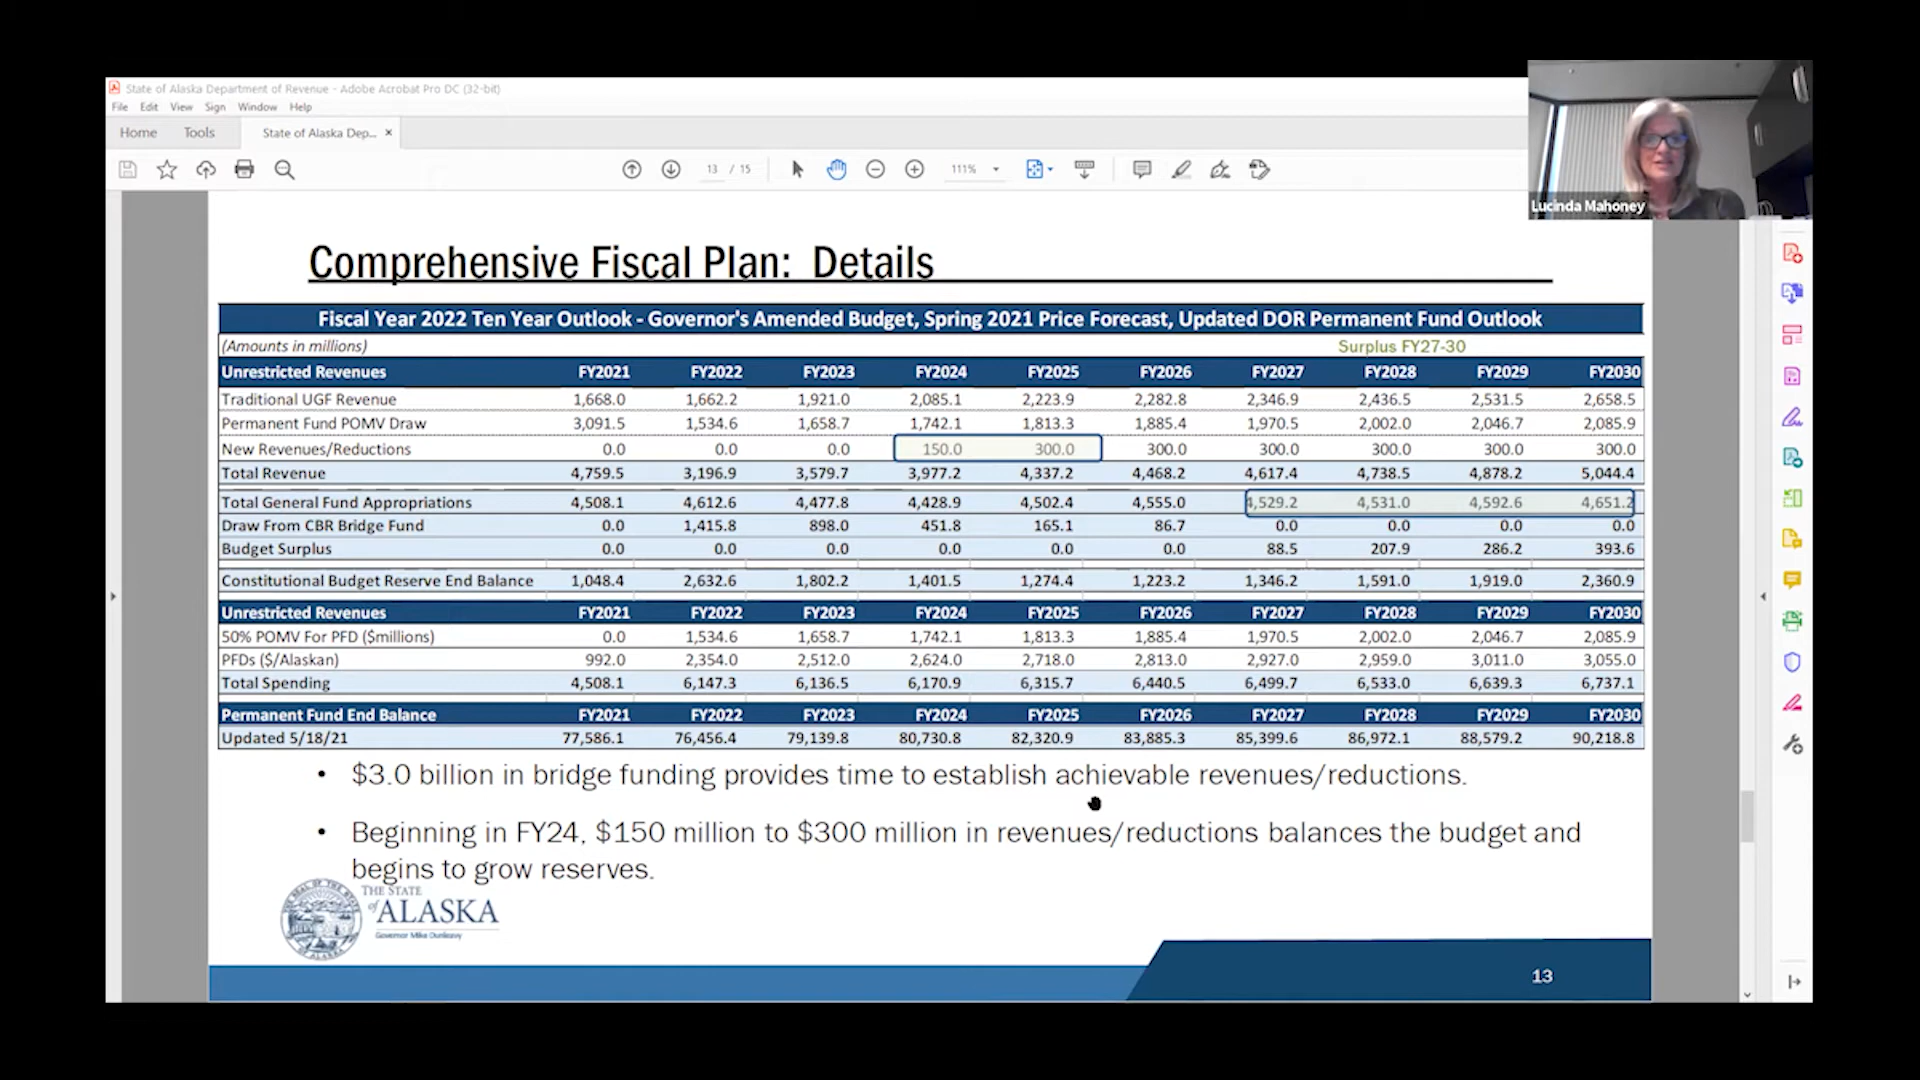 State of Alaska Department of Revenue - Adobe Acrobat Pro DC (32-bit)
File Edit View Sign Window Help
Home Tools State of Alaska Dep... ×
13 / 15 111%
Lucinda Mahoney
Comprehensive Fiscal Plan: Details
Fiscal Year 2022 Ten Year Outlook - Governor's Amended Budget, Spring 2021 Price Forecast, Updated DOR Permanent Fund Outlook
(Amounts in millions) Surplus FY27-30
Unrestricted Revenues FY2021 FY2022 FY2023 FY2024 FY2025 FY2026 FY2027 FY2028 FY2029 FY2030
Traditional UGF Revenue 1,668.0 1,662.2 1,921.0 2,085.1 2,223.9 2,282.8 2,346.9 2,436.5 2,531.5 2,658.5
Permanent Fund POMV Draw 3,091.5 1,534.6 1,658.7 1,742.1 1,813.3 1,885.4 1,970.5 2,002.0 2,046.7 2,085.9
New Revenues/Reductions 0.0 0.0 0.0 150.0 300.0 300.0 300.0 300.0 300.0 300.0
Total Revenue 4,759.5 3,196.9 3,579.7 3,977.2 4,337.2 4,468.2 4,617.4 4,738.5 4,878.2 5,044.4
Total General Fund Appropriations 4,508.1 4,612.6 4,477.8 4,428.9 4,502.4 4,555.0 4,529.2 4,531.0 4,592.6 4,651.2
Draw From CBR Bridge Fund 0.0 1,415.8 898.0 451.8 165.1 86.7 0.0 0.0 0.0 0.0
Budget Surplus 0.0 0.0 0.0 0.0 0.0 0.0 88.5 207.9 286.2 393.6
Constitutional Budget Reserve End Balance 1,048.4 2,632.6 1,802.2 1,401.5 1,274.4 1,223.2 1,346.2 1,591.0 1,919.0 2,360.9
Unrestricted Revenues FY2021 FY2022 FY2023 FY2024 FY2025 FY2026 FY2027 FY2028 FY2029 FY2030
50% POMV For PFD ($millions) 0.0 1,534.6 1,658.7 1,742.1 1,813.3 1,885.4 1,970.5 2,002.0 2,046.7 2,085.9
PFDs ($/Alaskan) 992.0 2,354.0 2,512.0 2,624.0 2,718.0 2,813.0 2,927.0 2,959.0 3,011.0 3,055.0
Total Spending 4,508.1 6,147.3 6,136.5 6,170.9 6,315.7 6,440.5 6,499.7 6,533.0 6,639.3 6,737.1
Permanent Fund End Balance FY2021 FY2022 FY2023 FY2024 FY2025 FY2026 FY2027 FY2028 FY2029 FY2030
Updated 5/18/21 77,586.1 76,456.4 79,139.8 80,730.8 82,320.9 83,885.3 85,399.6 86,972.1 88,579.2 90,218.8
• $3.0 billion in bridge funding provides time to establish achievable revenues/reductions.
• Beginning in FY24, $150 million to $300 million in revenues/reductions balances the budget and
begins to grow reserves.
THE STATE
of ALASKA
Governor Mike Dunleavy
13